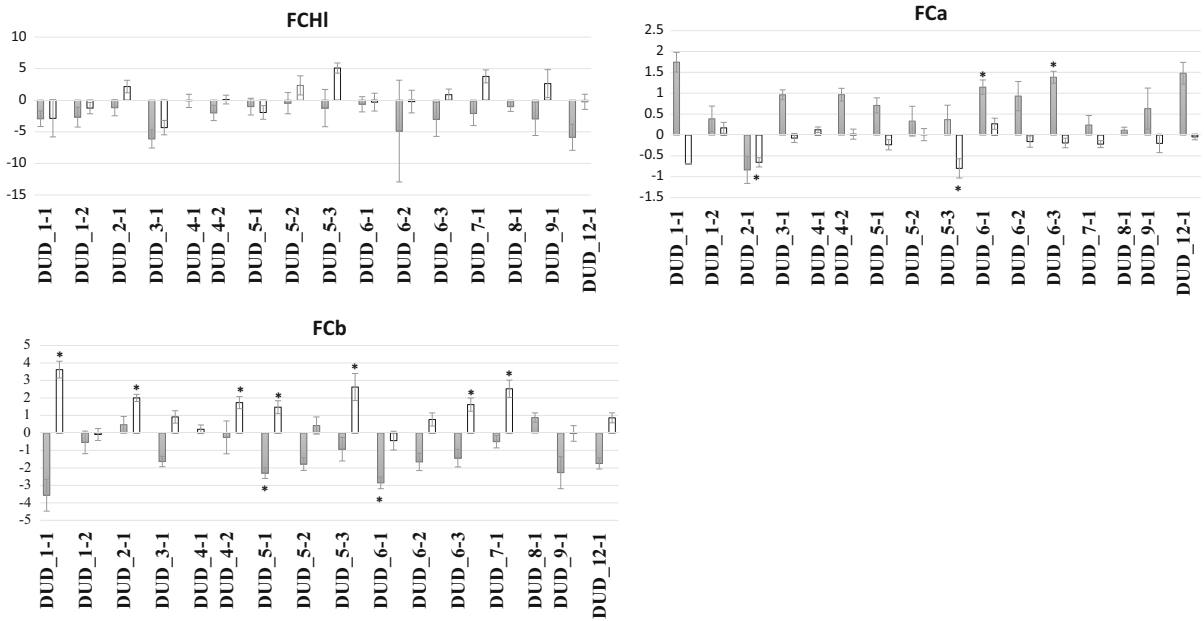 FCHl
10
5
0
-5
-10
-15
DUD_1-1
DUD_1-2
DUD_2-1
DUD_3-1
DUD_4-1
DUD_4-2
DUD_5-1
DUD_5-2
DUD_5-3
DUD_6-1
DUD_6-2
DUD_6-3
DUD_7-1
DUD_8-1
DUD_9-1
DUD_12-1
FCa
2
1.5
1
0.5
0
-0.5
-1
-1.5
*
*
*
*
DUD_1-1
DUD_1-2
DUD_2-1
DUD_3-1
DUD_4-1
DUD_4-2
DUD_5-1
DUD_5-2
DUD_5-3
DUD_6-1
DUD_6-2
DUD_6-3
DUD_7-1
DUD_8-1
DUD_9-1
DUD_12-1
FCb
5
4
3
2
1
0
-1
-2
-3
-4
-5
*
*
*
*
*
*
*
*
*
DUD_1-1
DUD_1-2
DUD_2-1
DUD_3-1
DUD_4-1
DUD_4-2
DUD_5-1
DUD_5-2
DUD_5-3
DUD_6-1
DUD_6-2
DUD_6-3
DUD_7-1
DUD_8-1
DUD_9-1
DUD_12-1